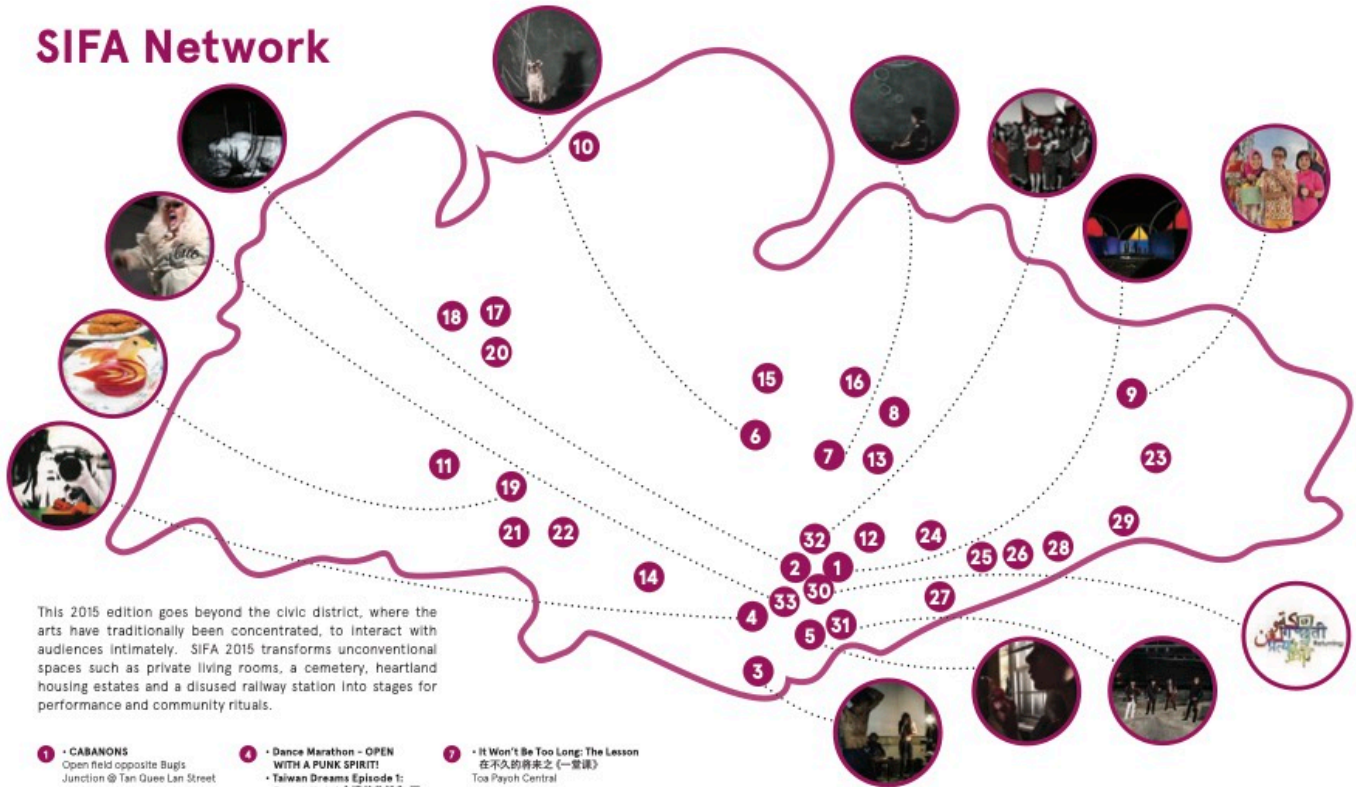 SIFA Network
10
18
17
20
15
16
8
9
6
7
13
11
19
23
21
22
29
32
12
24
25
26
28
2
1
14
30
33
27
4
31
5
3
Returning
This 2015 edition goes beyond the civic district, where the
arts have traditionally been concentrated, to interact with
audiences intimately. SIFA 2015 transforms unconventional
spaces such as private living rooms, a cemetery, heartland
housing estates and a disused railway station into stages for
performance and community rituals.
1 • CABANONS
Open field opposite Bugis
Junction @ Tan Quee Lan Street
4 • Dance Marathon – OPEN
WITH A PUNK SPIRIT!
• Taiwan Dreams Episode 1:
7 • It Won't Be Too Long: The Lesson
在不久的将来之《一堂课》
Toa Payoh Central